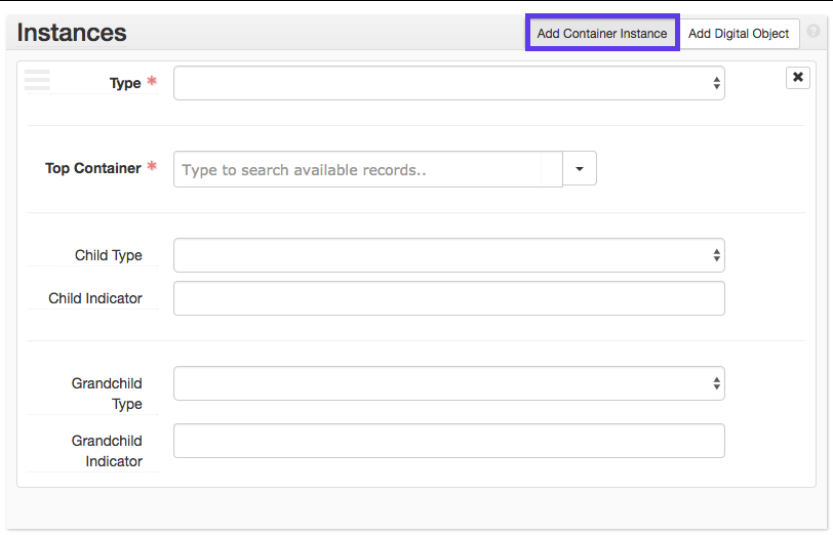 Instances
Add Container Instance
Add Digital Object
?
Type *
Top Container *
Type to search available records..
Child Type
Child Indicator
Grandchild
Type
Grandchild
Indicator